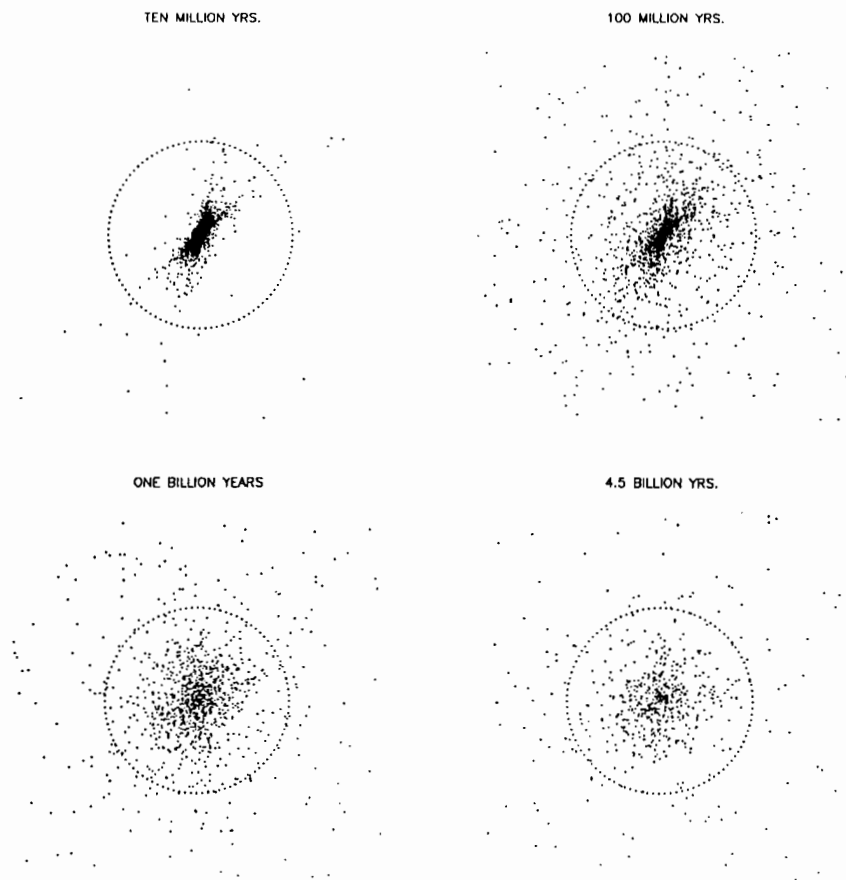 TEN MILLION YRS.
100 MILLION YRS.
ONE BILLION YEARS
4.5 BILLION YRS.